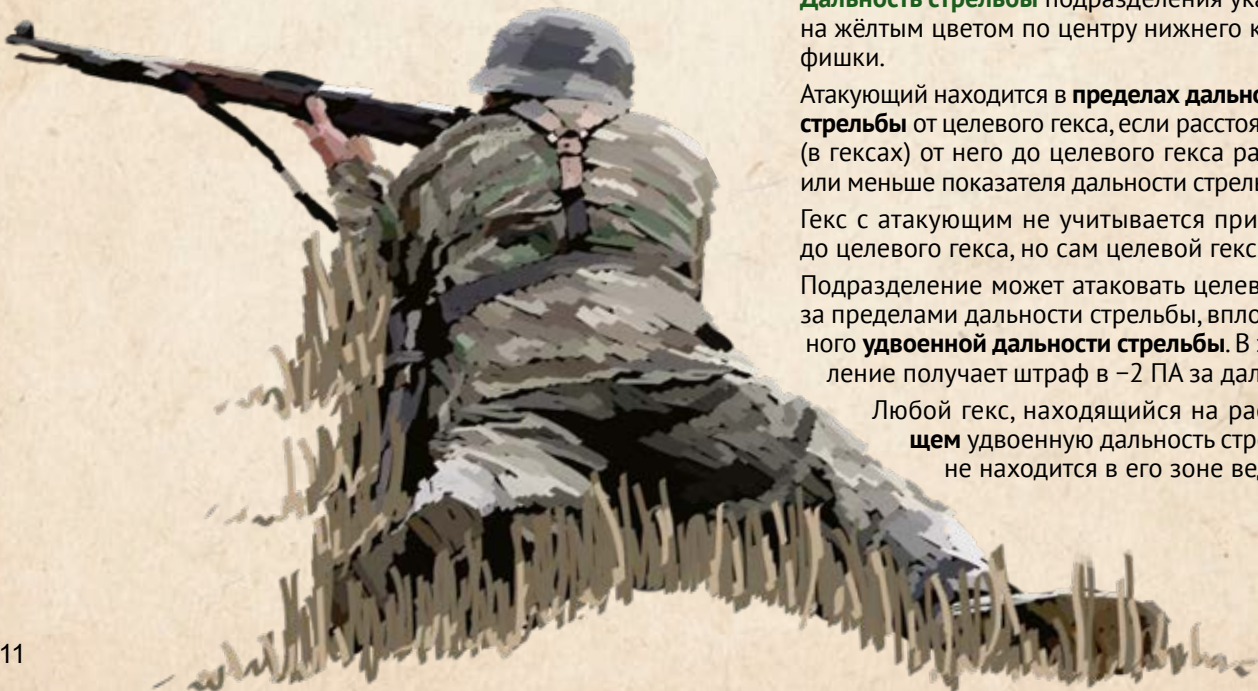 Дальность стрельбы подразделения ука
на жёлтым цветом по центру нижнего к
фишки.
Атакующий находится в пределах дально
стрельбы от целевого гекса, если расстоя
(в гексах) от него до целевого гекса ра
или меньше показателя дальности стрел
Гекс с атакующим не учитывается при
до целевого гекса, но сам целевой гекс
Подразделение может атаковать целев
за пределами дальности стрельбы, впло
ного удвоенной дальности стрельбы. В
ление получает штраф в −2 ПА за дал
Любой гекс, находящийся на рас
щем удвоенную дальность стр
не находится в его зоне вед
11